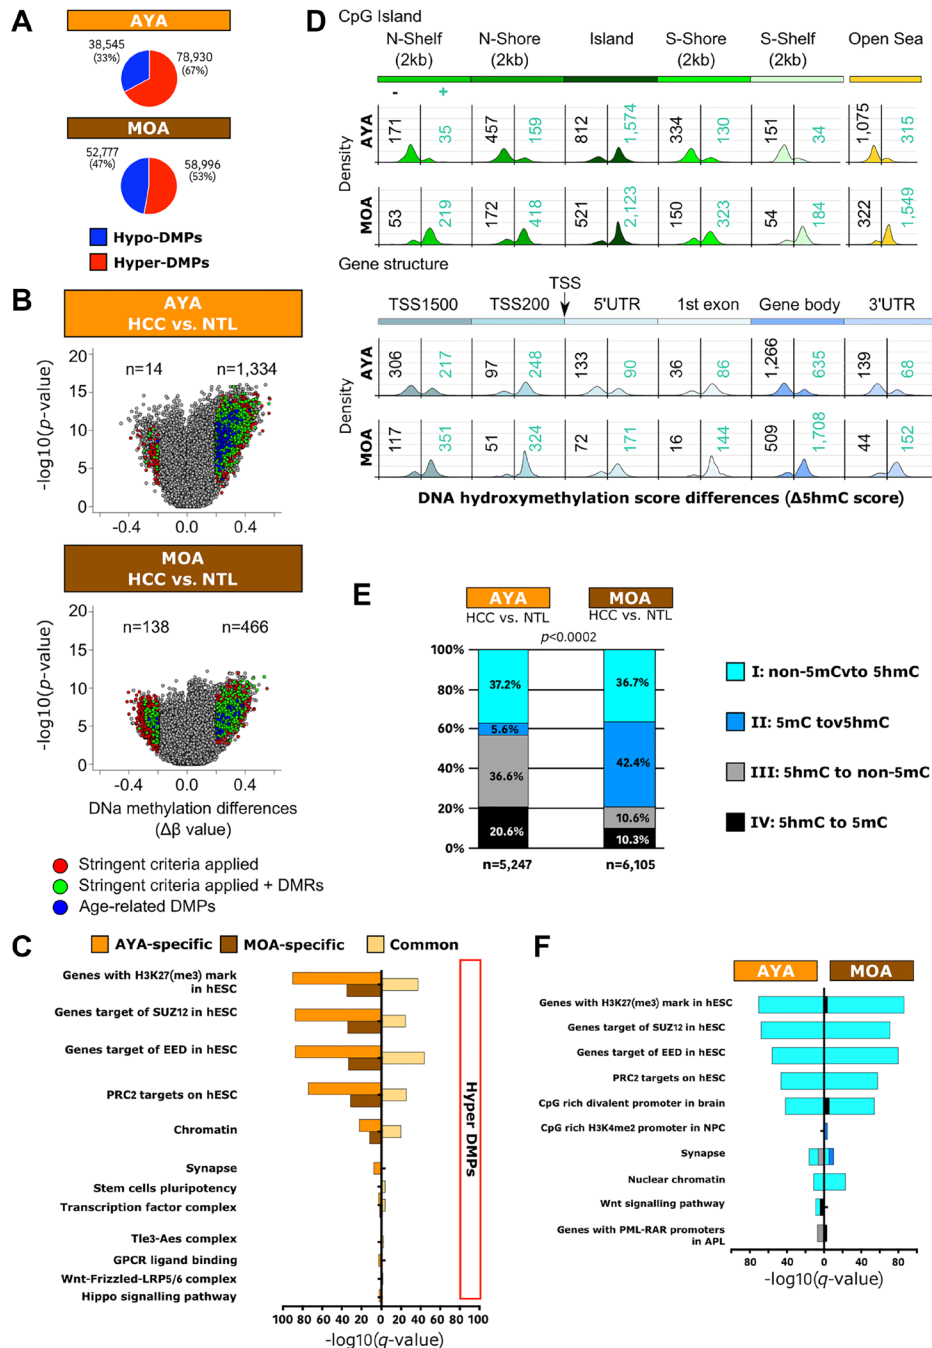 A
AYA
38,545
(33%)
78,930
(67%)
MOA
52,777
(47%)
58,996
(53%)
Hypo-DMPs
Hyper-DMPs
B
AYA
HCC vs. NTL
n=14
n=1,334
-log10(p-value)
20
15
10
5
0
-0.4
0.0
0.4
MOA
HCC vs. NTL
n=138
n=466
-log10(p-value)
20
15
10
5
0
-0.4
0.0
0.4
DNa methylation differences
(Δβ value)
Stringent criteria applied
Stringent criteria applied + DMRs
Age-related DMPs
C
AYA-specific
MOA-specific
Common
Genes with H3K27(me3) mark
in hESC
Genes target of SUZ12 in hESC
Genes target of EED in hESC
PRC2 targets on hESC
Chromatin
Synapse
Stem cells pluripotency
Transcription factor complex
Tle3-Aes complex
GPCR ligand binding
Wnt-Frizzled-LRP5/6 complex
Hippo signalling pathway
Hyper DMPs
100 80 60 40 20 0 20 40 60 80 100
-log10(q-value)
D
CpG Island
N-Shelf
(2kb)
N-Shore
(2kb)
Island
S-Shore
(2kb)
S-Shelf
(2kb)
Open Sea
- +
Density
AYA
171 35 457 159 812 1,574 334 130 151 34 1,075 315
MOA
53 219 172 418 521 2,123 150 323 54 184 322 1,549
Gene structure
TSS
TSS1500 TSS200 5'UTR 1st exon Gene body 3'UTR
Density
AYA
306 217 97 248 133 90 36 86 1,266 635 139 68
MOA
117 351 51 324 72 171 16 144 509 1,708 44 152
DNA hydroxymethylation score differences (Δ5hmC score)
E
AYA
HCC vs. NTL
MOA
HCC vs. NTL
p<0.0002
100%
80%
60%
40%
20%
0%
37.2%
5.6%
36.6%
20.6%
36.7%
42.4%
10.6%
10.3%
n=5,247
n=6,105
I: non-5mCvto 5hmC
II: 5mC tov5hmC
III: 5hmC to non-5mC
IV: 5hmC to 5mC
F
AYA
MOA
Genes with H3K27(me3) mark in hESC
Genes target of SUZ12 in hESC
Genes target of EED in hESC
PRC2 targets on hESC
CpG rich divalent promoter in brain
CpG rich H3K4me2 promoter in NPC
Synapse
Nuclear chromatin
Wnt signalling pathway
Genes with PML-RAR promoters
in APL
80 40 0 40 80
-log10(q-value)